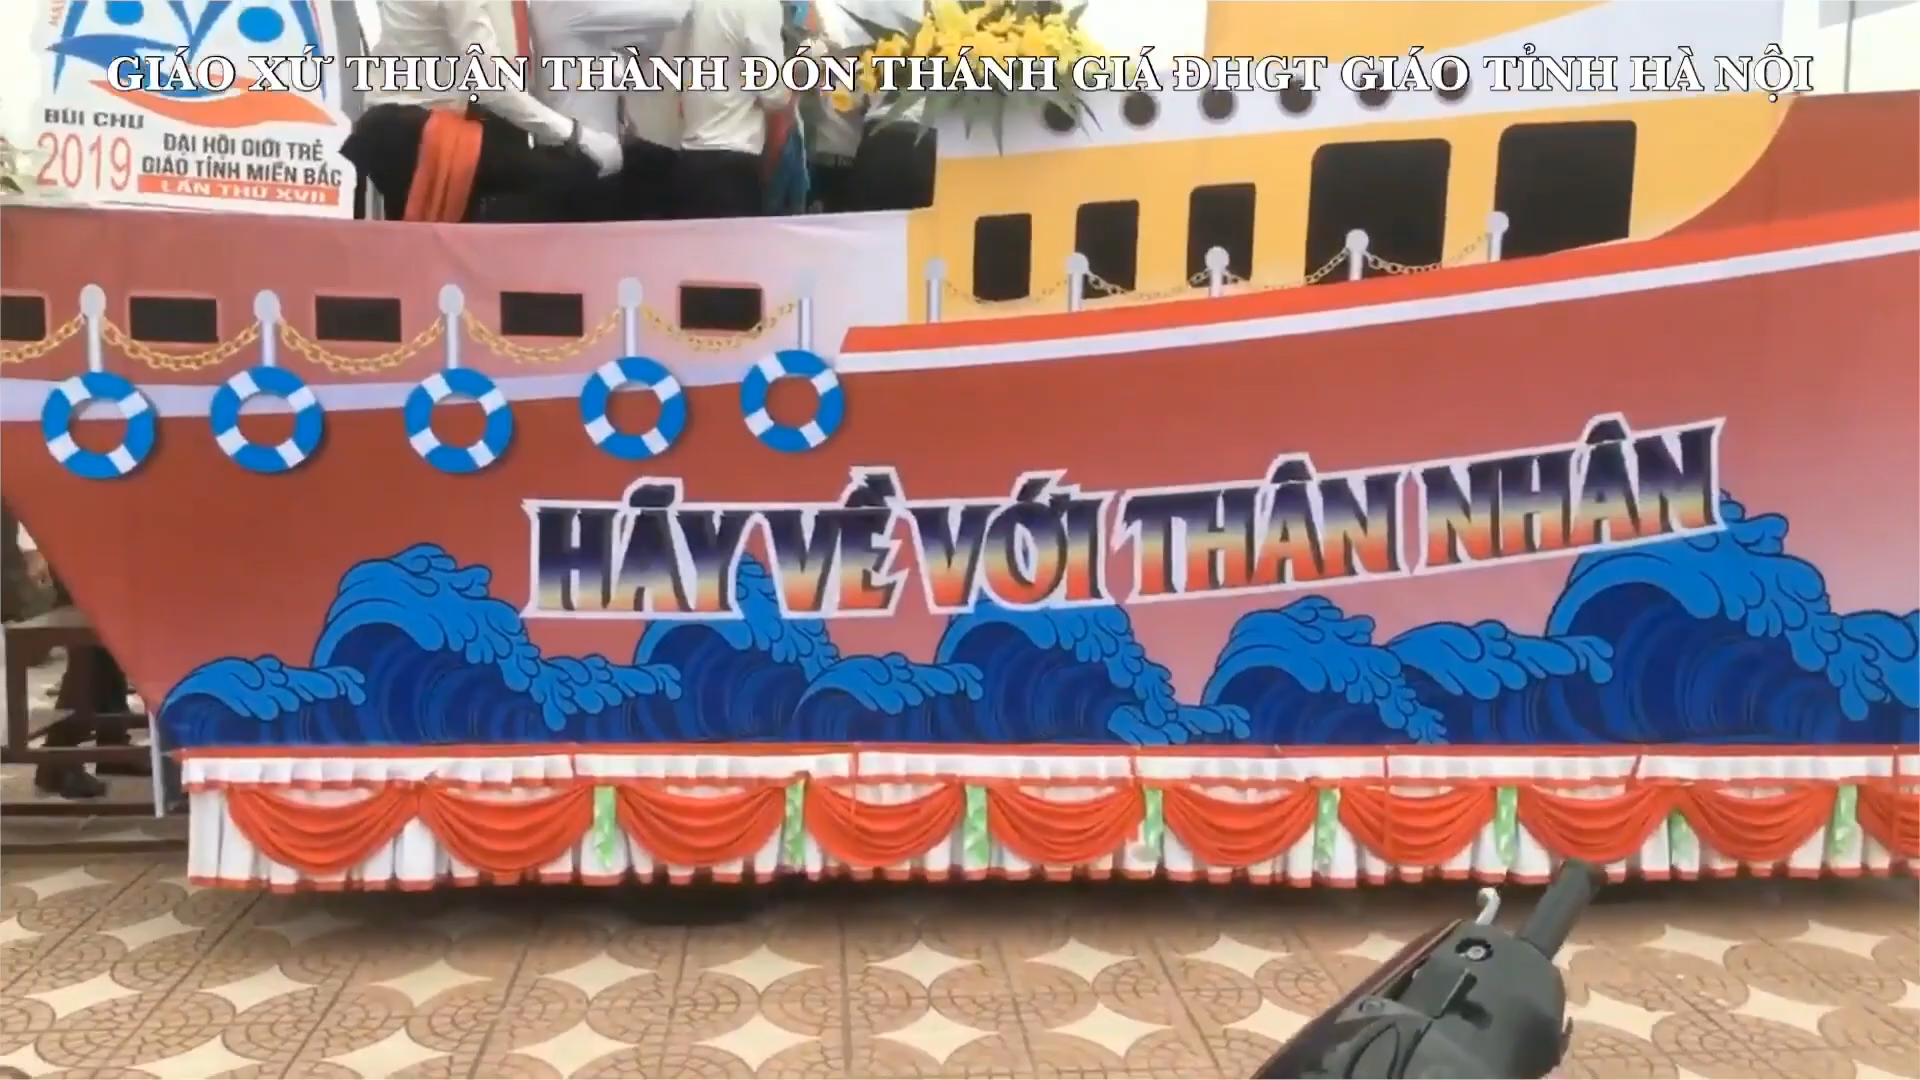 GIÁO XỨ THUẬN THÀNH ĐÓN THÁNH GIÁ ĐHGT GIÁO TỈNH HÀ NỘI
BÙI CHU
2019
ĐẠI HỘI GIỚI TRẺ
GIÁO TỈNH MIỀN BẮC
LẦN THỨ XVII
HÃY VỀ VỚI THÂN NHÂN